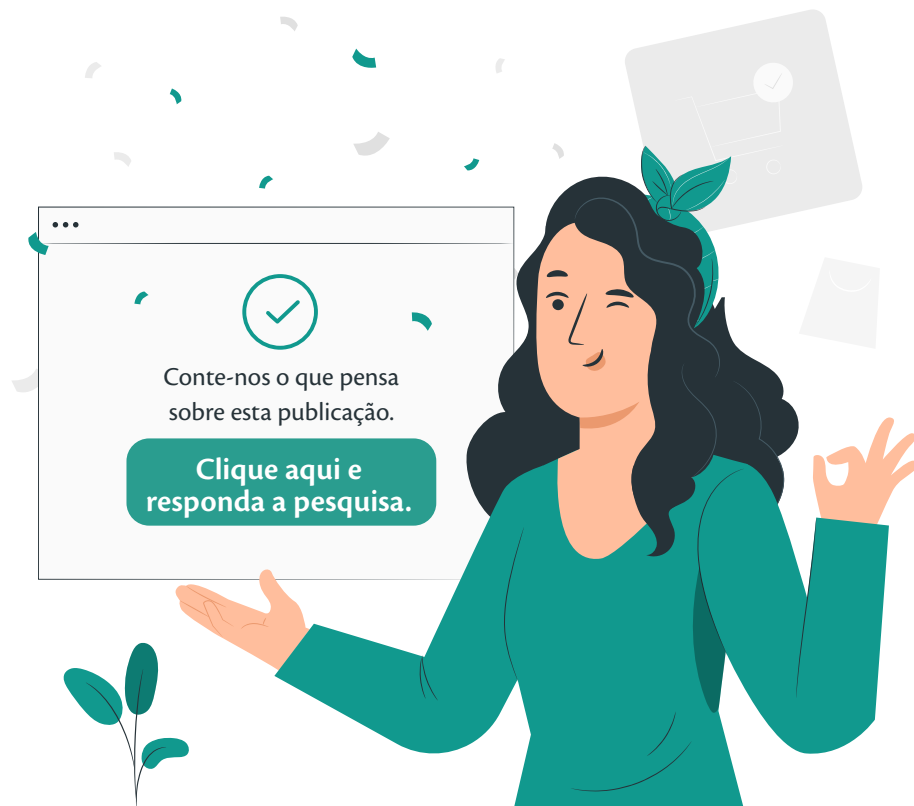 Conte-nos o que pensa
sobre esta publicação.
Clique aqui e
responda a pesquisa.